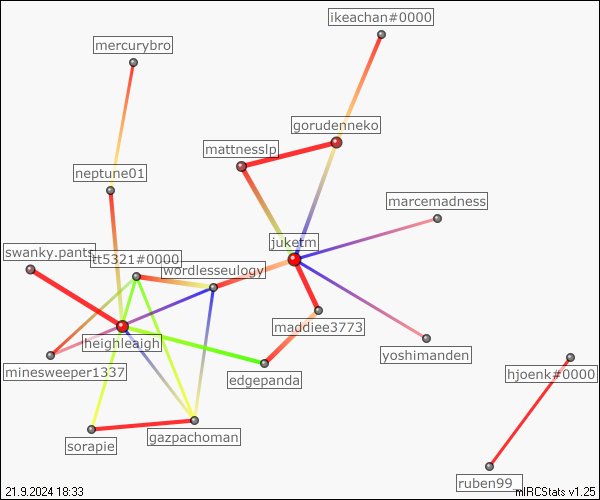 ikeachan#0000
mercurybro
gorudenneko
mattnesslp
neptune01
marcemadness
juketm
swanky.pants
tt5321#0000
wordlesseulogy
maddiee3773
heighleaigh
yoshimanden
minesweeper1337
edgepanda
hjoenk#0000
sorapie
gazpachoman
ruben99_
21.9.2024 18:33
mIRCStats v1.25